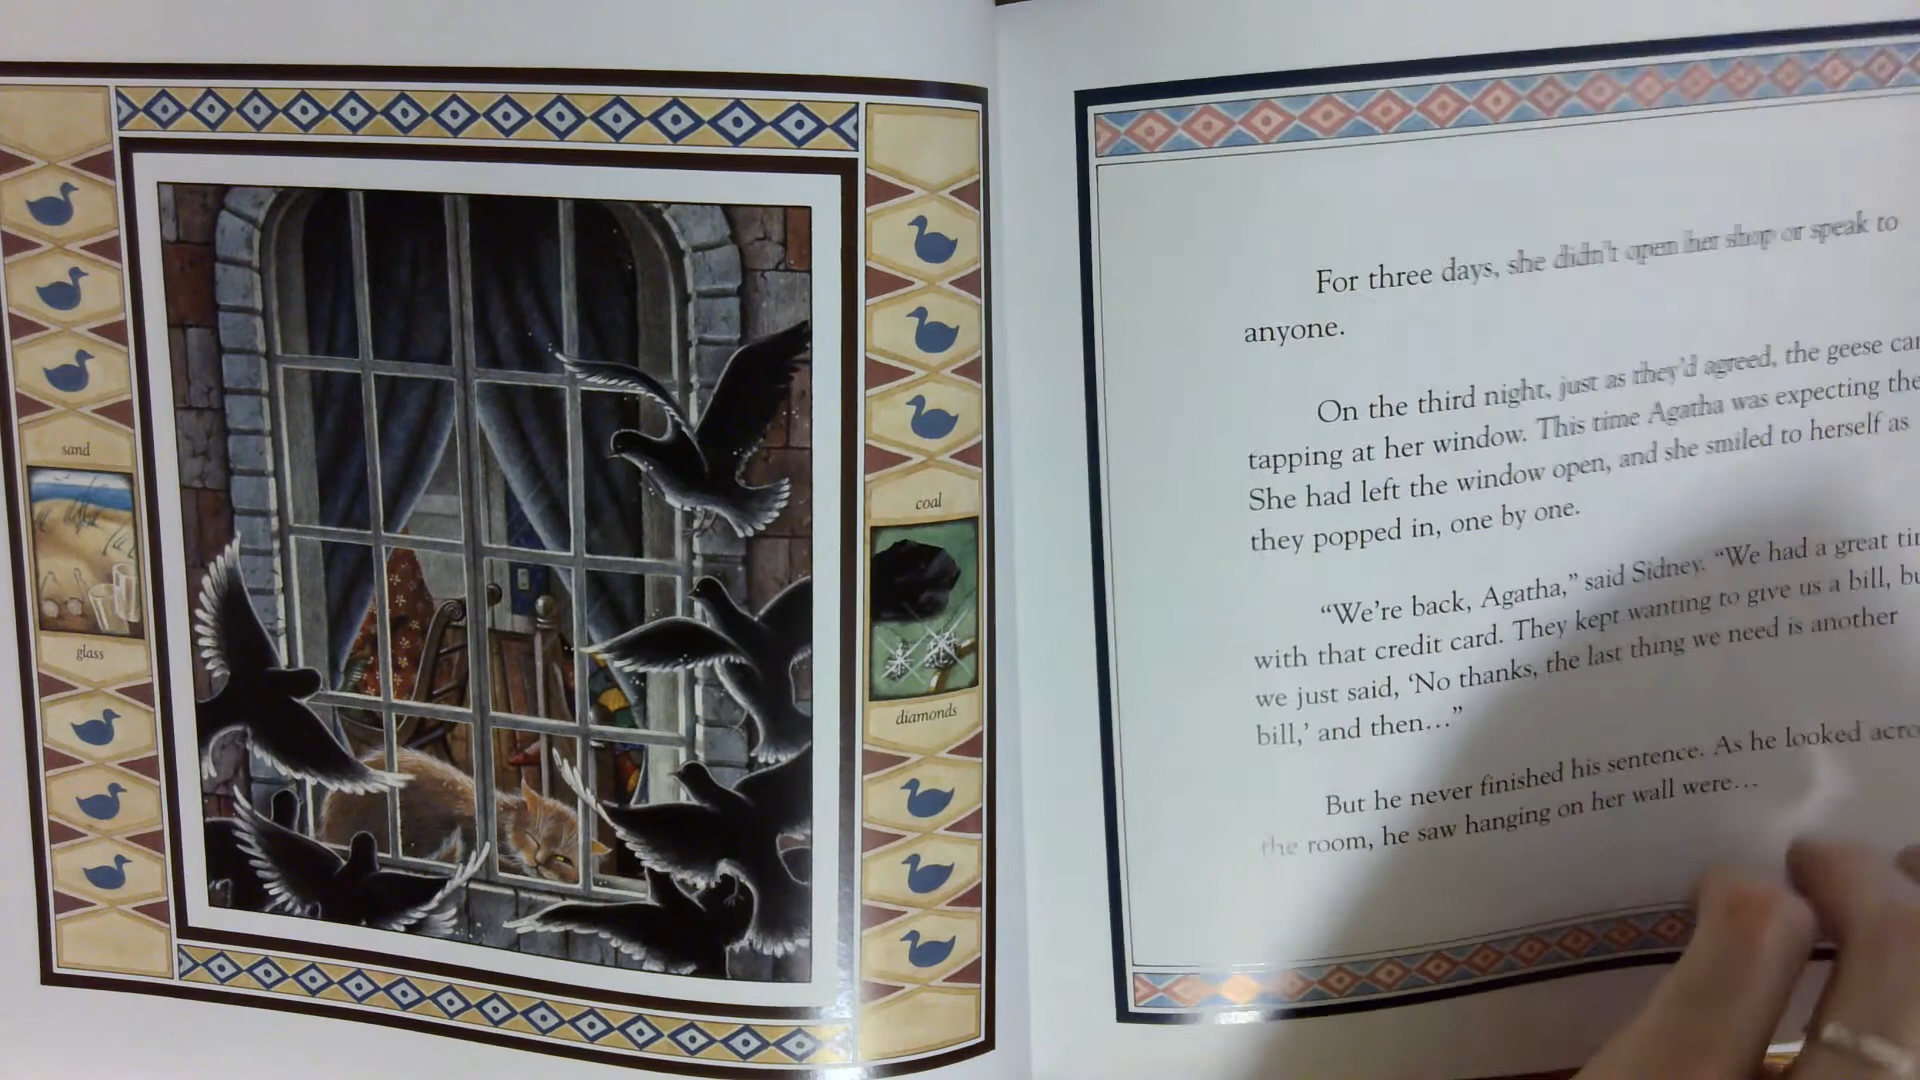 sand
glass
coal
diamonds
For three days, she didn't open her shop or speak to
anyone.
On the third night, just as they'd agreed, the geese
tapping at her window. This time Agatha was expecting
She had left the window open, and she smiled to herself as
they popped in, one by one.
“We're back, Agatha,” said Sidney. “We had a great
with that credit card. They kept wanting to give us a bill,
we just said, ‘No thanks, the last thing we need is another
bill,’ and then…”
But he never finished his sentence. As he looked
the room, he saw hanging on her wall were…